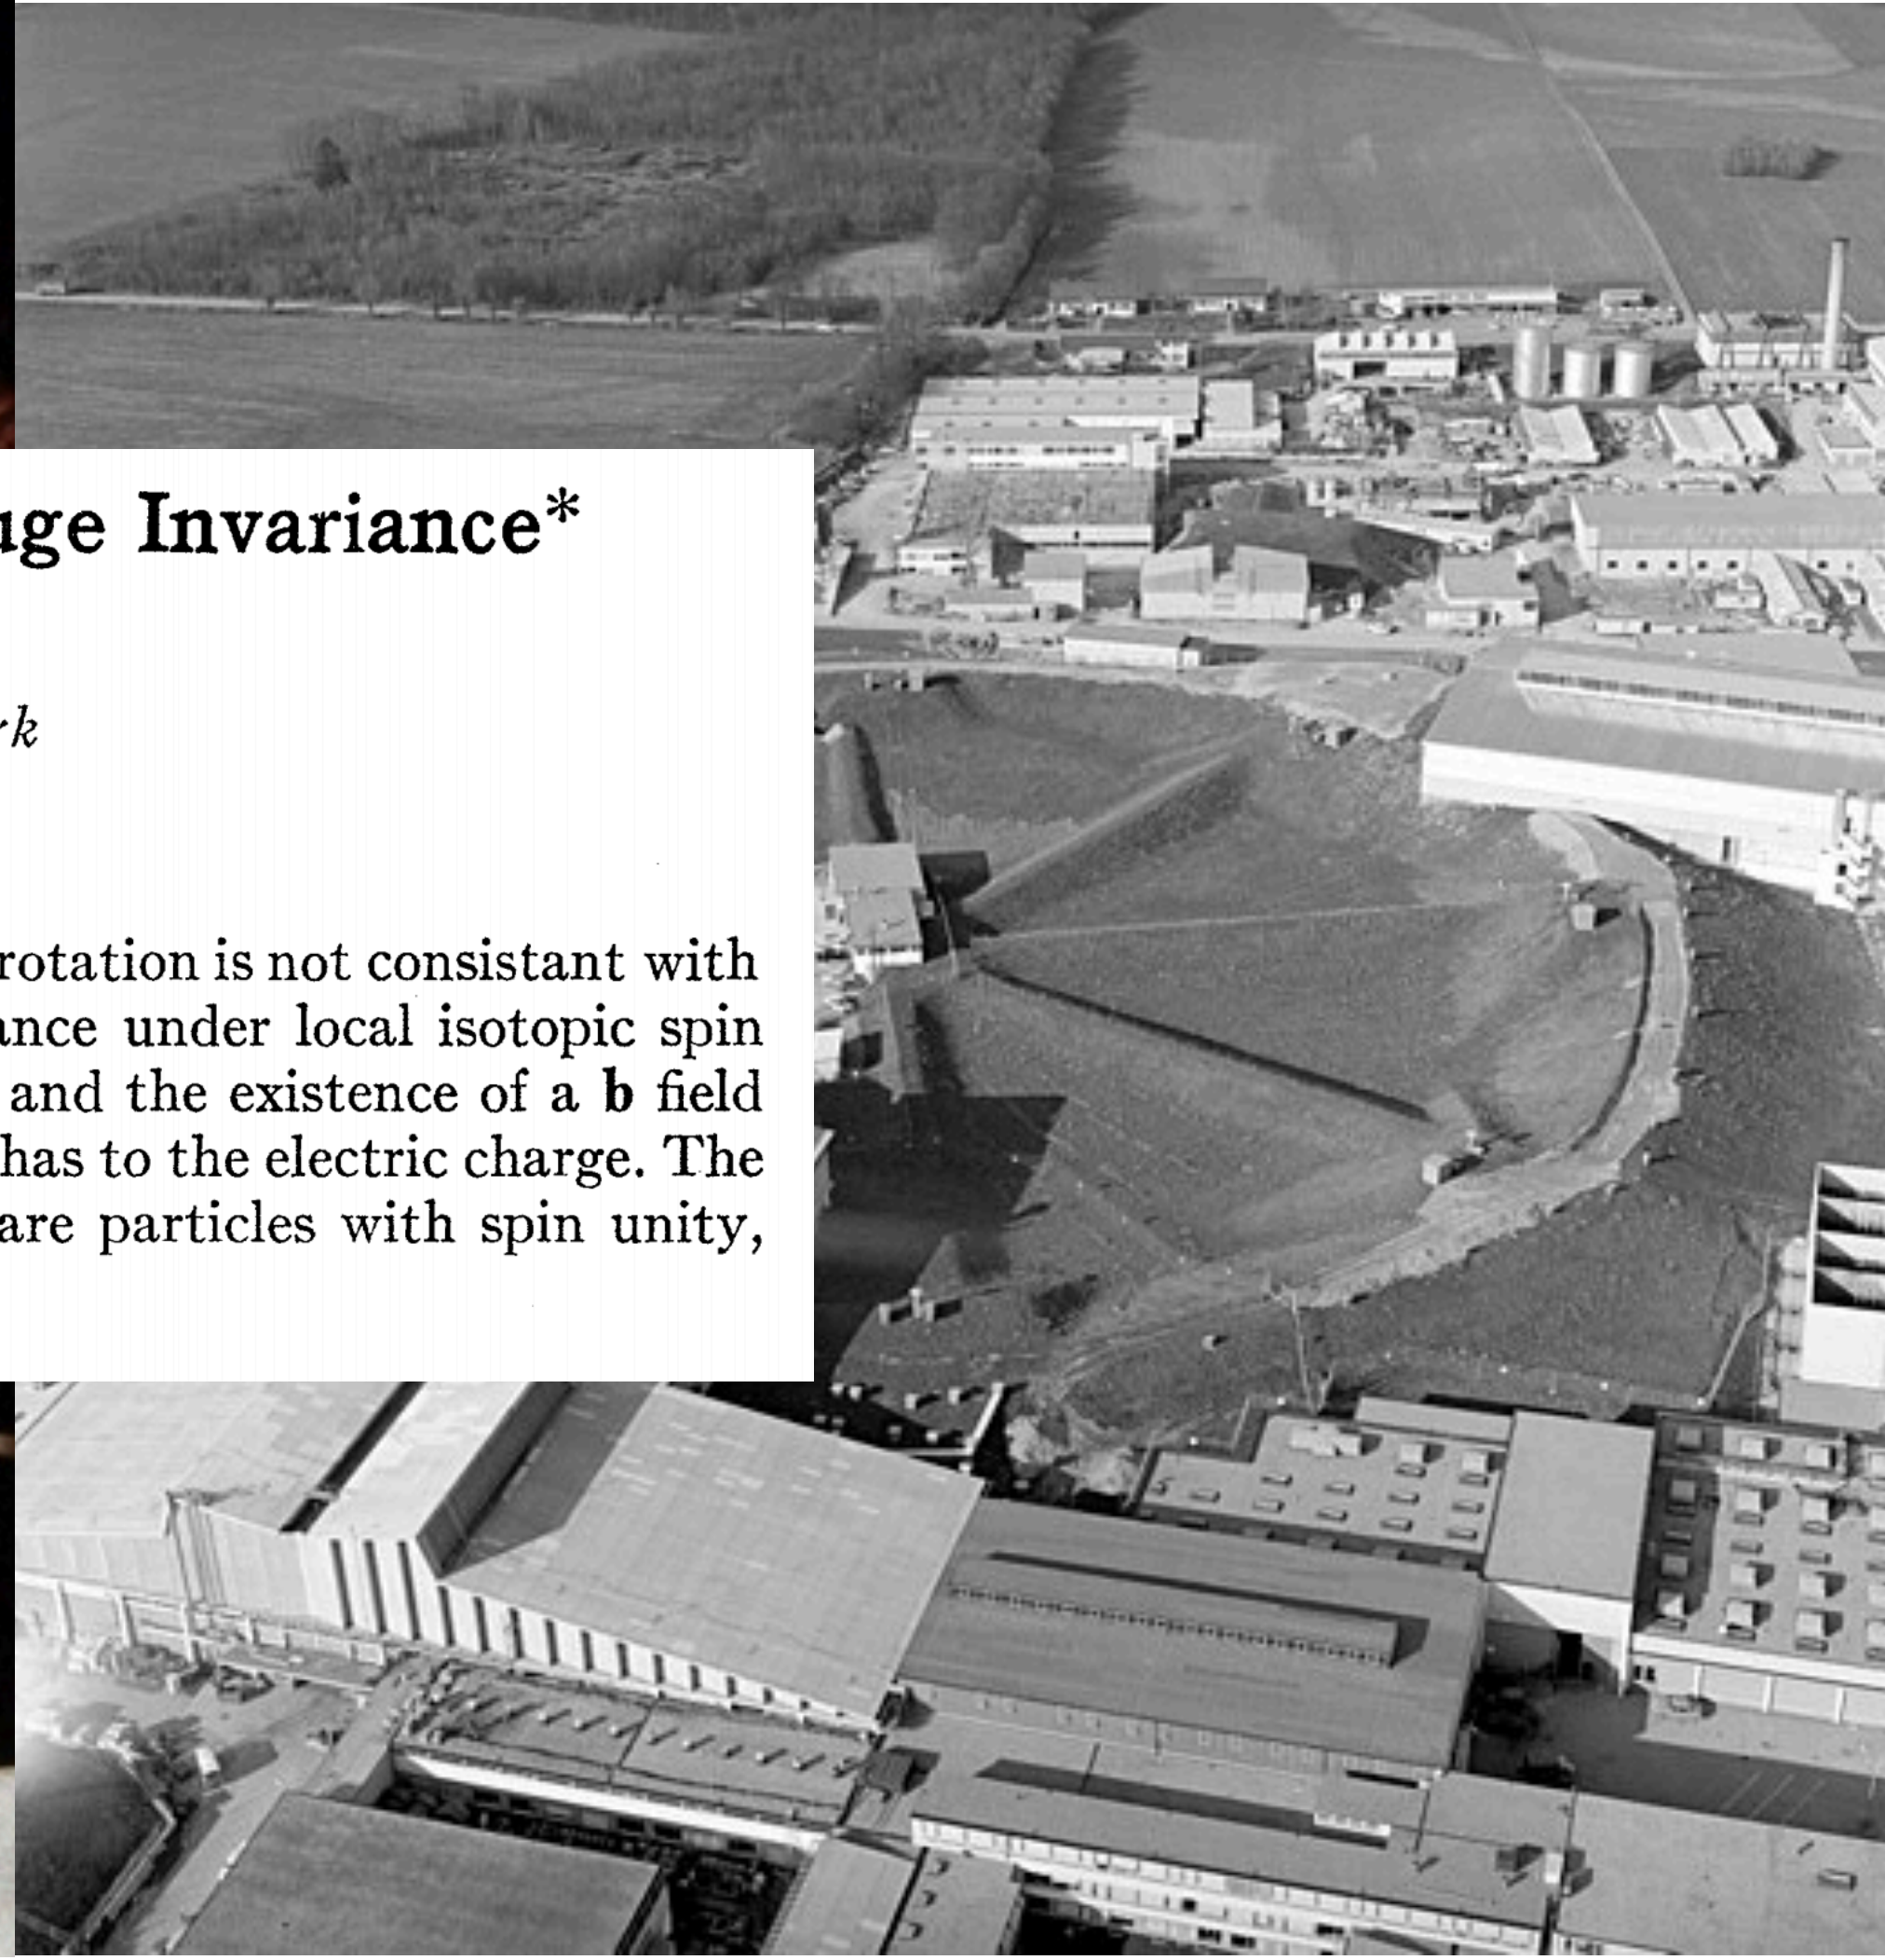 uge Invariance*
rk
rotation is not consistant with
ance under local isotopic spin
and the existence of a b field
has to the electric charge. The
are particles with spin unity,